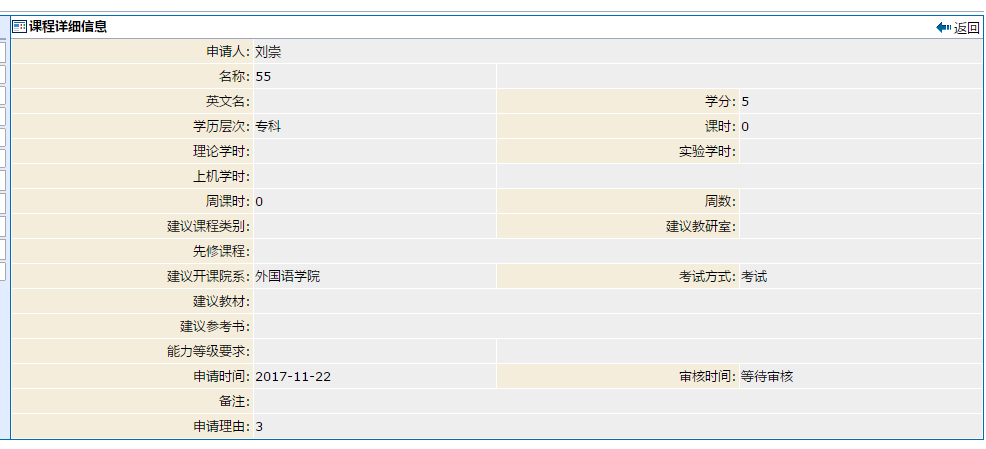 课程详细信息 返回
申请人: 刘崇
名称: 55
英文名: 学分: 5
学历层次: 专科 课时: 0
理论学时: 实验学时:
上机学时:
周课时: 0 周数:
建议课程类别: 建议教研室:
先修课程:
建议开课院系: 外国语学院 考试方式: 考试
建议教材:
建议参考书:
能力等级要求:
申请时间: 2017-11-22 审核时间: 等待审核
备注:
申请理由: 3